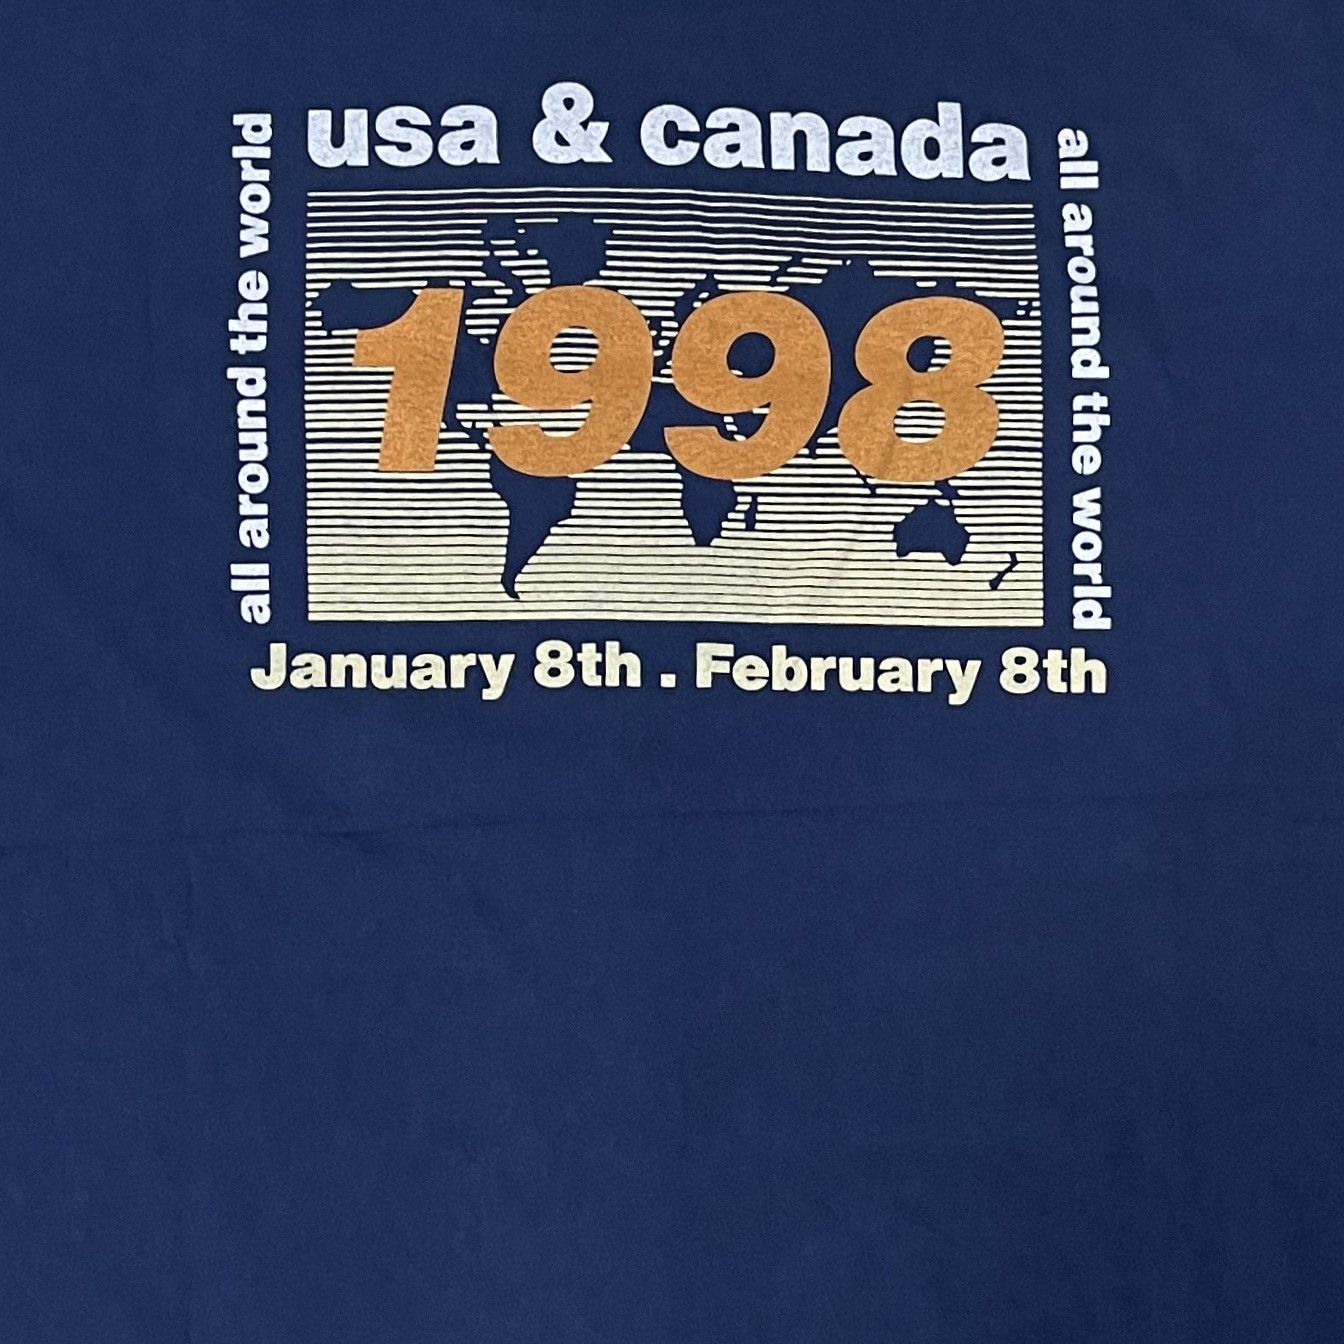 usa & canada
all around the world
1998
all around the world
January 8th . February 8th